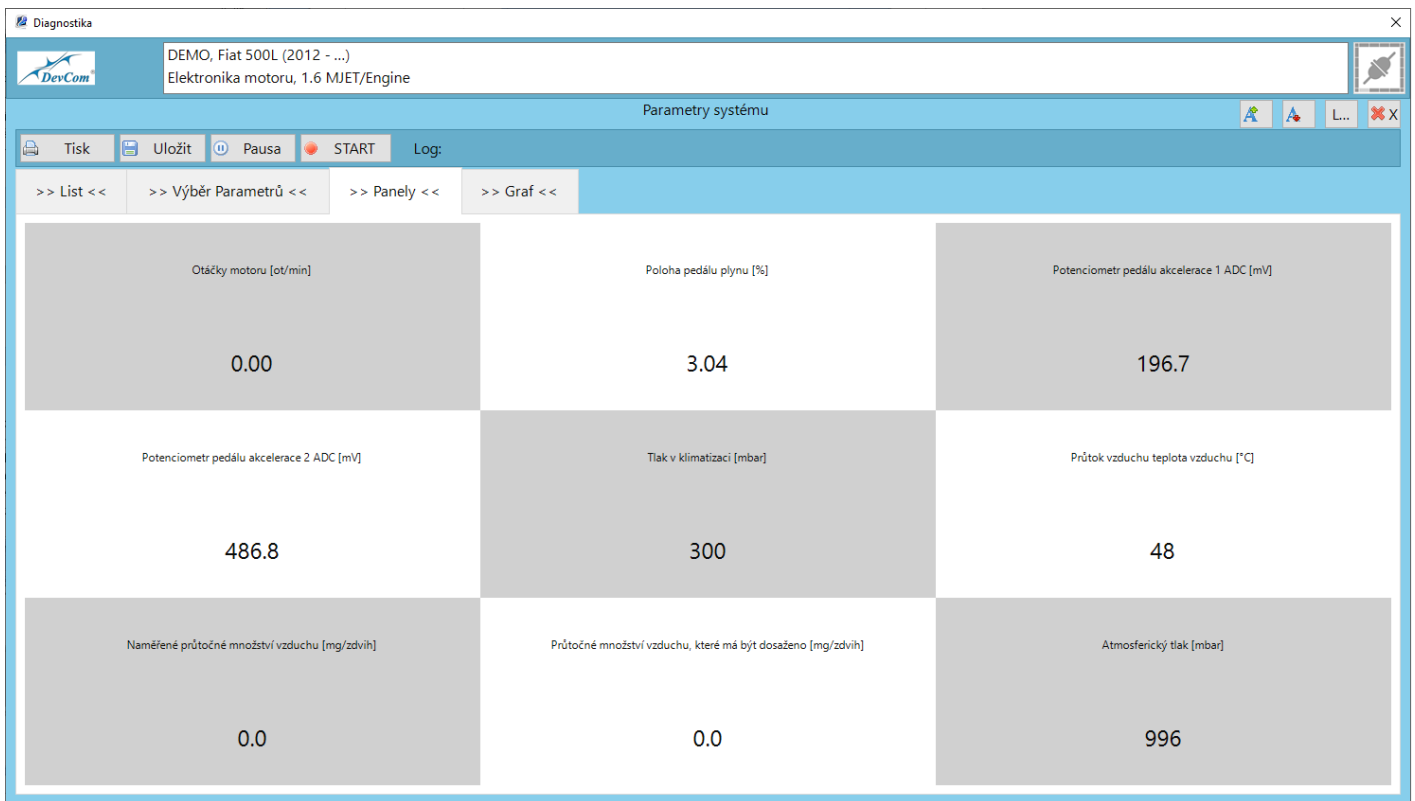 Diagnostika
DevCom
DEMO, Fiat 500L (2012 - ...)
Elektronika motoru, 1.6 MJET/Engine
Parametry systému
L... X
Tisk Uložit Pausa START Log:
>> List << >> Výběr Parametrů << >> Panely << >> Graf <<
Otáčky motoru [ot/min] Poloha pedálu plynu [%] Potenciometr pedálu akcelerace 1 ADC [mV]
0.00 3.04 196.7
Potenciometr pedálu akcelerace 2 ADC [mV] Tlak v klimatizaci [mbar] Průtok vzduchu teplota vzduchu [°C]
486.8 300 48
Naměřené průtočné množství vzduchu [mg/zdvih] Průtočné množství vzduchu, které má být dosaženo [mg/zdvih] Atmosferický tlak [mbar]
0.0 0.0 996